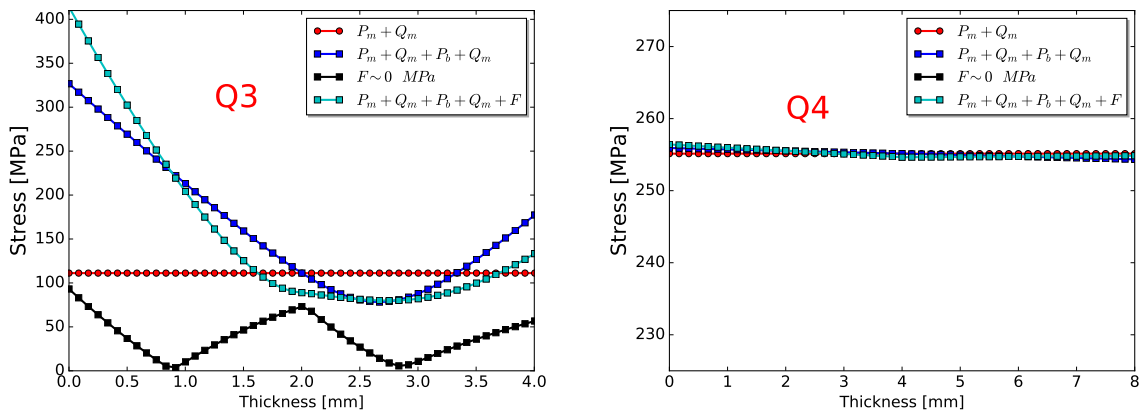 400
350
300
250
200
150
100
50
0
Stress [MPa]
0.0 0.5 1.0 1.5 2.0 2.5 3.0 3.5 4.0
Thickness [mm]
Q3
P_m + Q_m
P_m + Q_m + P_b + Q_m
F ~ 0 MPa
P_m + Q_m + P_b + Q_m + F
270
260
250
240
230
Stress [MPa]
0 1 2 3 4 5 6 7 8
Thickness [mm]
Q4
P_m + Q_m
P_m + Q_m + P_b + Q_m
F ~ 0 MPa
P_m + Q_m + P_b + Q_m + F